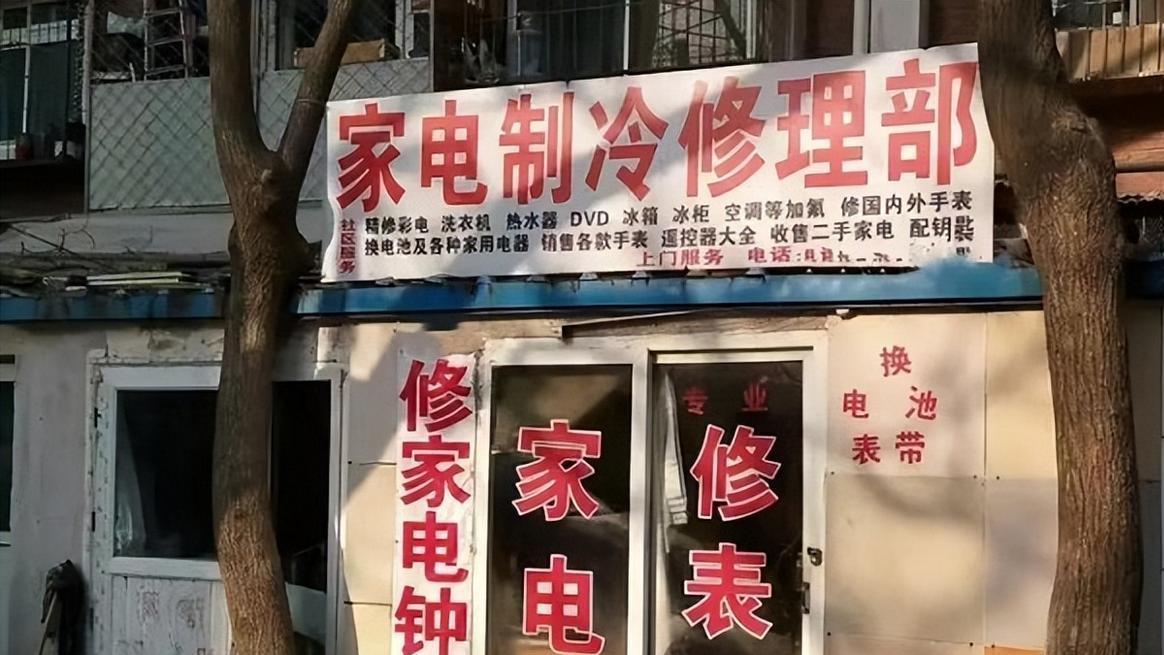 家电制冷修理部
社区服务
精修彩电 洗衣机 热水器 DVD 冰箱 冰柜 空调等加氟 修国内外手表
换电池及各种家用电器 销售各款手表 遥控器大全 收售二手家电 配钥匙
上门服务 电话:
修家电钟
家电
专业
修表
换
电池
表带